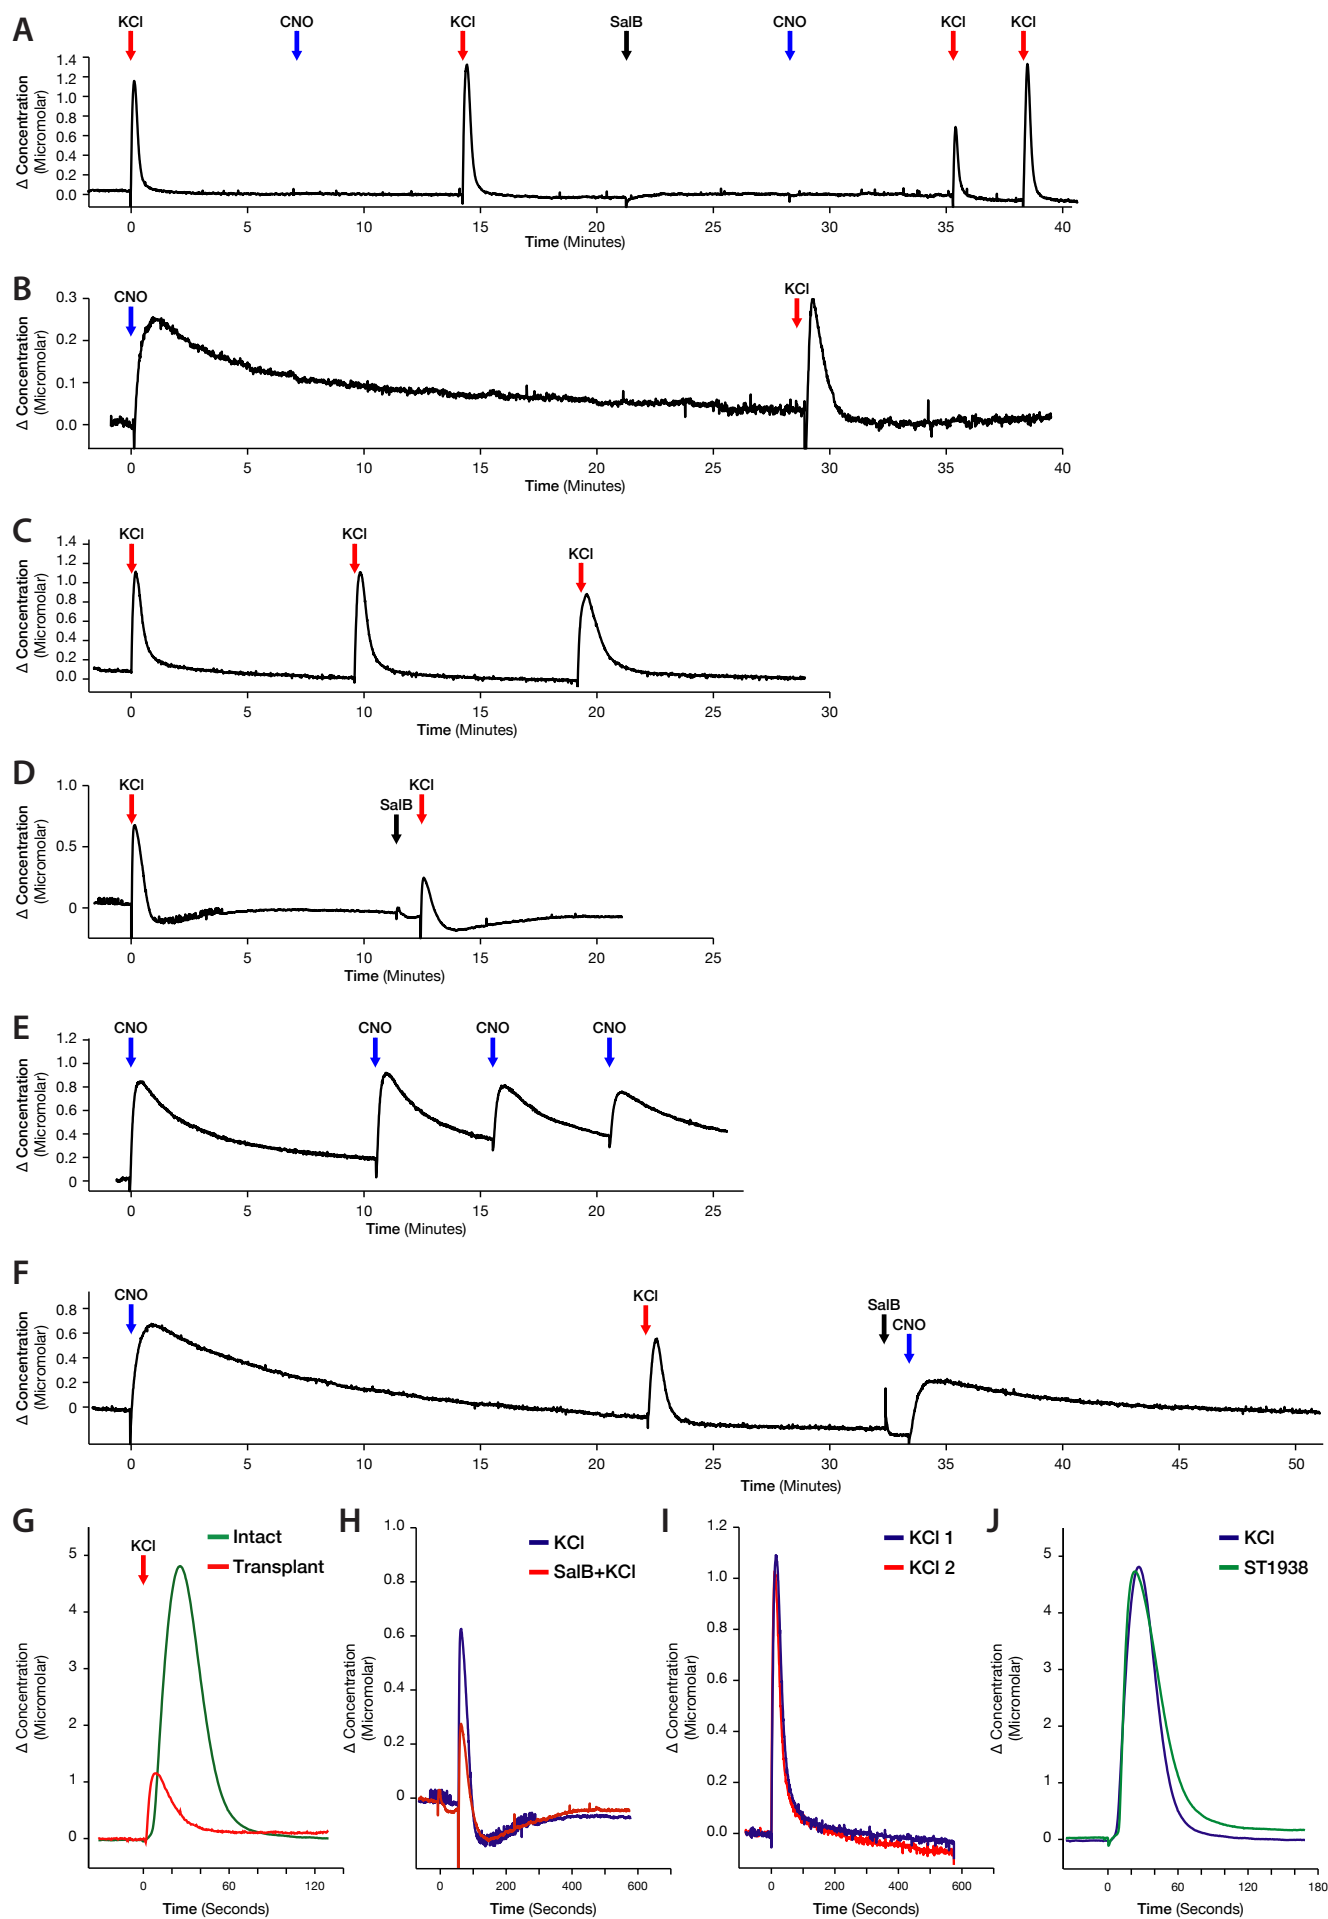 A
KCl CNO KCl SalB CNO KCl KCl
Δ Concentration
(Micromolar)
1.4
1.2
1.0
0.8
0.6
0.4
0.2
0.0
0 5 10 15 20 25 30 35 40
Time (Minutes)
B
CNO KCl
Δ Concentration
(Micromolar)
0.3
0.2
0.1
0.0
0 5 10 15 20 25 30 35 40
Time (Minutes)
C
KCl KCl KCl
Δ Concentration
(Micromolar)
1.4
1.2
1.0
0.8
0.6
0.4
0.2
0.0
0 5 10 15 20 25 30
Time (Minutes)
D
KCl SalB KCl
Δ Concentration
(Micromolar)
1.0
0.5
0
0 5 10 15 20 25
Time (Minutes)
E
CNO CNO CNO CNO
Δ Concentration
(Micromolar)
1.2
1.0
0.8
0.6
0.4
0.2
0
0 5 10 15 20 25
Time (Minutes)
F
CNO KCl SalB CNO
Δ Concentration
(Micromolar)
0.8
0.6
0.4
0.2
0
0 5 10 15 20 25 30 35 40 45 50
Time (Minutes)
G
KCl
Intact
Transplant
Δ Concentration
(Micromolar)
5
4
3
2
1
0
0 60 120
Time (Seconds)
H
KCl
SalB+KCl
Δ Concentration
(Micromolar)
1.0
0.8
0.6
0.4
0.2
0
0 200 400 600
Time (Seconds)
I
KCl 1
KCl 2
Δ Concentration
(Micromolar)
1.2
1.0
0.8
0.6
0.4
0.2
0.0
0 200 400 600
Time (Seconds)
J
KCl
ST1938
Δ Concentration
(Micromolar)
5
4
3
2
1
0
0 60 120 180
Time (Seconds)